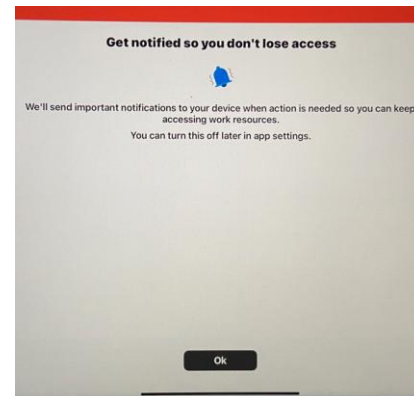 Get notified so you don't lose access
We'll send important notifications to your device when action is needed so you can keep
accessing work resources.
You can turn this off later in app settings.
Ok